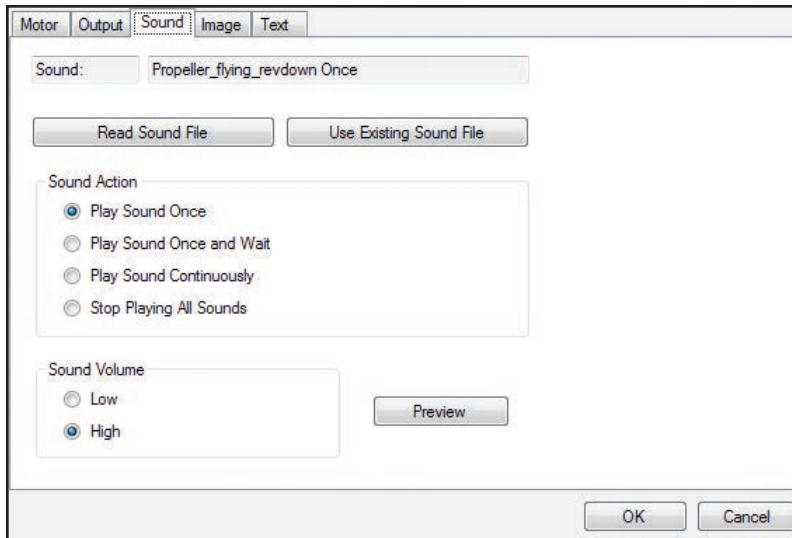 Motor Output Sound Image Text
Sound: Propeller_flying_revdown Once
Read Sound File Use Existing Sound File
Sound Action
Play Sound Once
Play Sound Once and Wait
Play Sound Continuously
Stop Playing All Sounds
Sound Volume
Low
High
Preview
OK Cancel